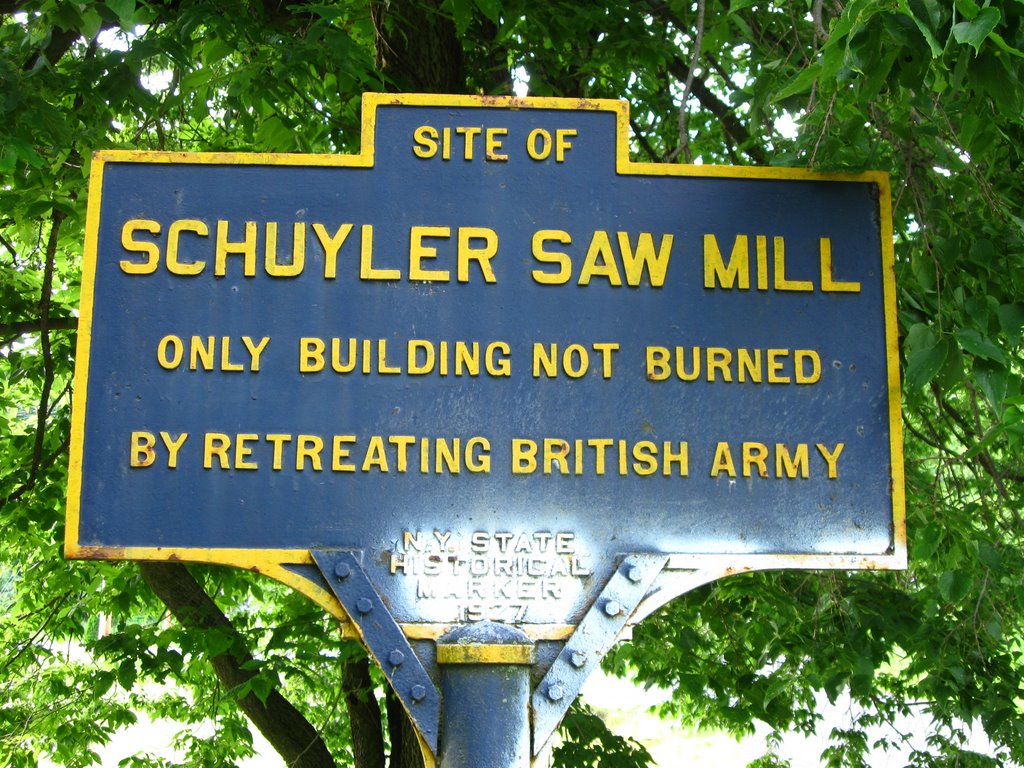 SITE OF
SCHUYLER SAW MILL
ONLY BUILDING NOT BURNED
BY RETREATING BRITISH ARMY
N.Y. STATE
HISTORICAL
MARKER
1927